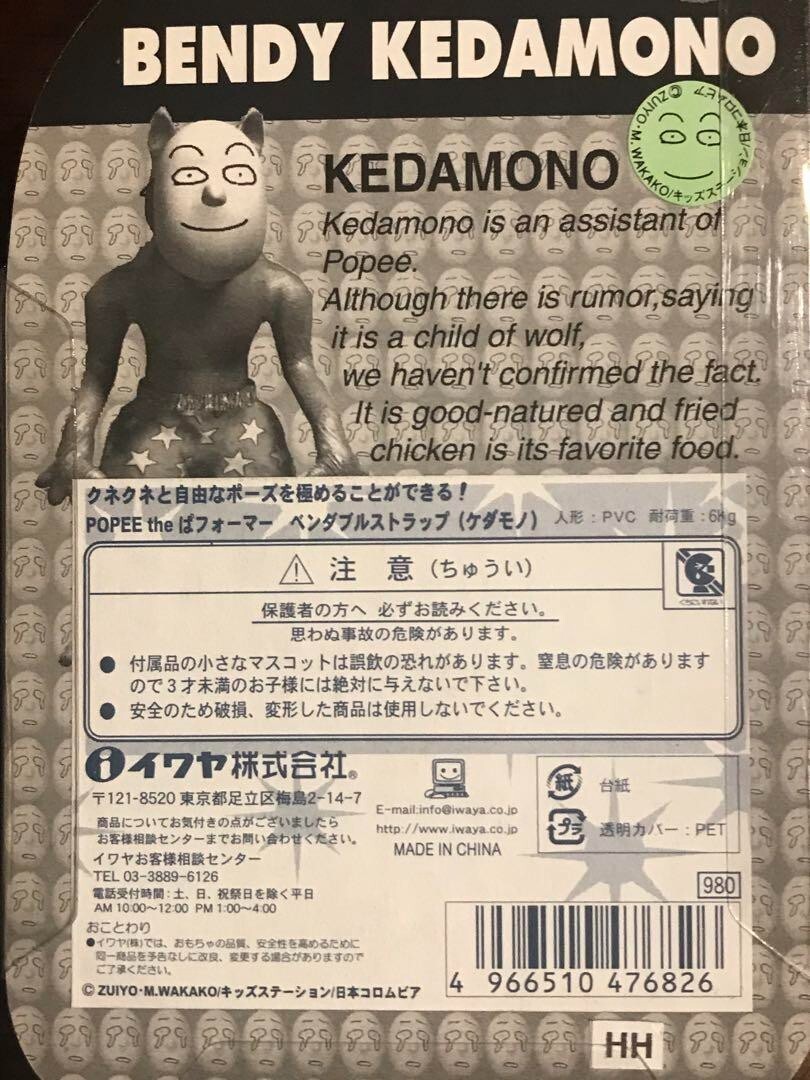 BENDY KEDAMONO
©ZUIYO・M.WAKAKO/キッズステーション/日本コロムビア
KEDAMONO
Kedamono is an assistant of
Popee.
Although there is rumor,saying
it is a child of wolf,
we haven't confirmed the fact.
It is good-natured and fried
chicken is its favorite food.
クネクネと自由なポーズを極めることができる!
POPEE the ぱフォーマー ベンダブルストラップ(ケダモノ) 人形:PVC 耐荷重:6Kg
⚠ 注 意(ちゅうい)
保護者の方へ 必ずお読みください。
思わぬ事故の危険があります。
● 付属品の小さなマスコットは誤飲の恐れがあります。窒息の危険があります
ので3才未満のお子様には絶対に与えないで下さい。
● 安全のため破損、変形した商品は使用しないでください。
イワヤ株式会社®
〒121-8520 東京都足立区梅島2-14-7
商品についてお気付きの点がございましたら
お客様相談センターまでお問い合わせください。
イワヤお客様相談センター
TEL 03-3889-6126
電話受付時間:土、日、祝祭日を除く平日
AM 10:00〜12:00 PM 1:00〜4:00
おことわり
●イワヤ(株)では、おもちゃの品質、安全性を高めるために
同一商品を予告なしに改良、変更する場合がありますので
ご了承ください。
© ZUIYO・M.WAKAKO/キッズステーション/日本コロムビア
E-mail:info@iwaya.co.jp
http://www.iwaya.co.jp
MADE IN CHINA
紙 台紙
プラ 透明カバー:PET
980
4 966510 476826
HH